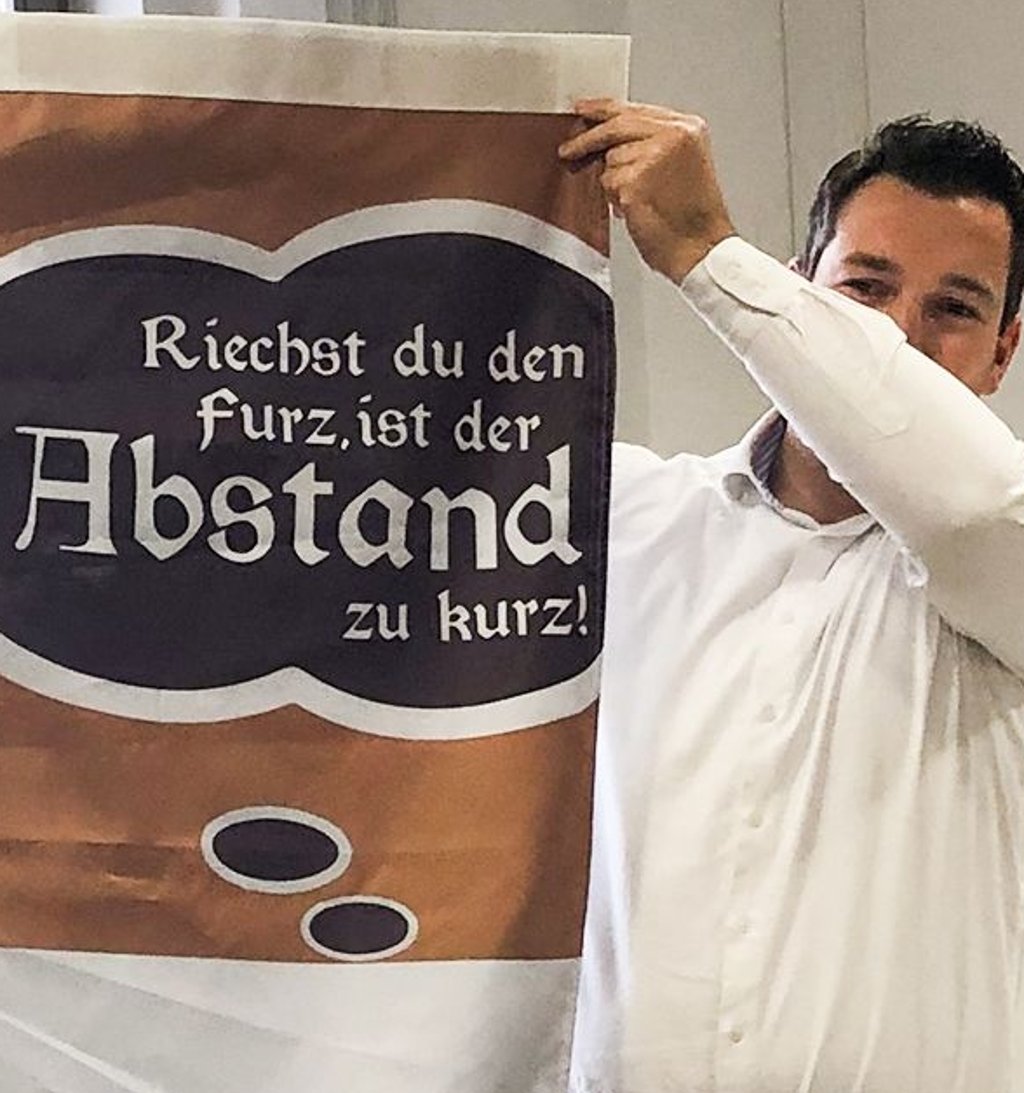 Riechst du den
Furz, ist der
Abstand
zu kurz!